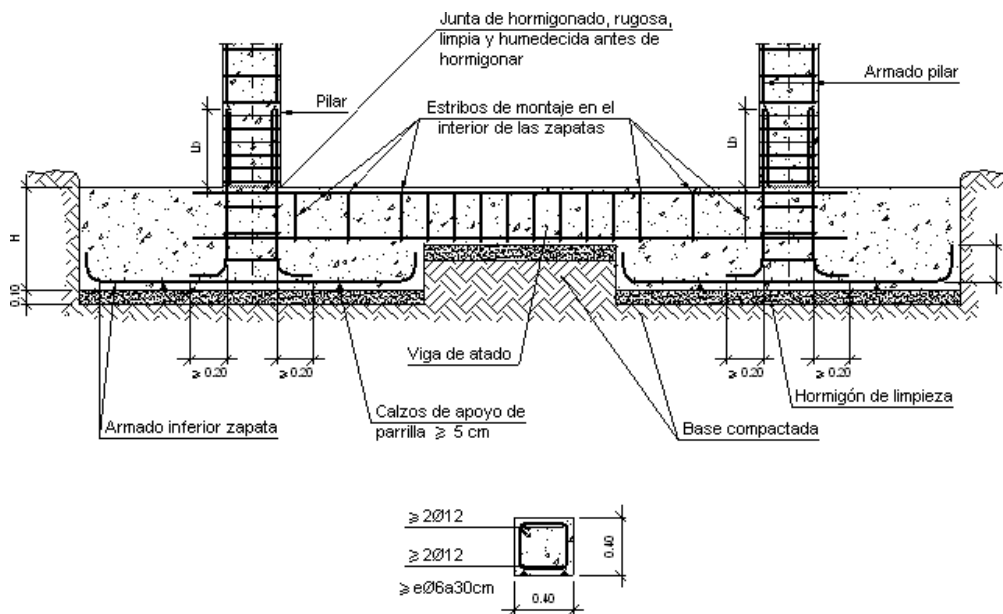 Junta de hormigonado, rugosa,
limpia y humedecida antes de
hormigonar
Pilar
Estribos de montaje en el
interior de las zapatas
Armado pilar
Lb
Lb
H
0.10
≥ 0.20
≥ 0.20
≥ 0.20
≥ 0.20
Viga de atado
Hormigón de limpieza
Armado inferior zapata
Calzos de apoyo de
parrilla ≥ 5 cm
Base compactada
≥2Ø12
≥2Ø12
≥eØ6a30cm
0.40
0.40